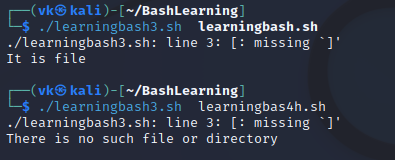 ┌──(vk㉿kali)-[~/BashLearning]
└─$ ./learningbash3.sh  learningbash.sh
./learningbash3.sh: line 3: [: missing `]'
It is file

┌──(vk㉿kali)-[~/BashLearning]
└─$ ./learningbash3.sh  learningbas4h.sh
./learningbash3.sh: line 3: [: missing `]'
There is no such file or directory